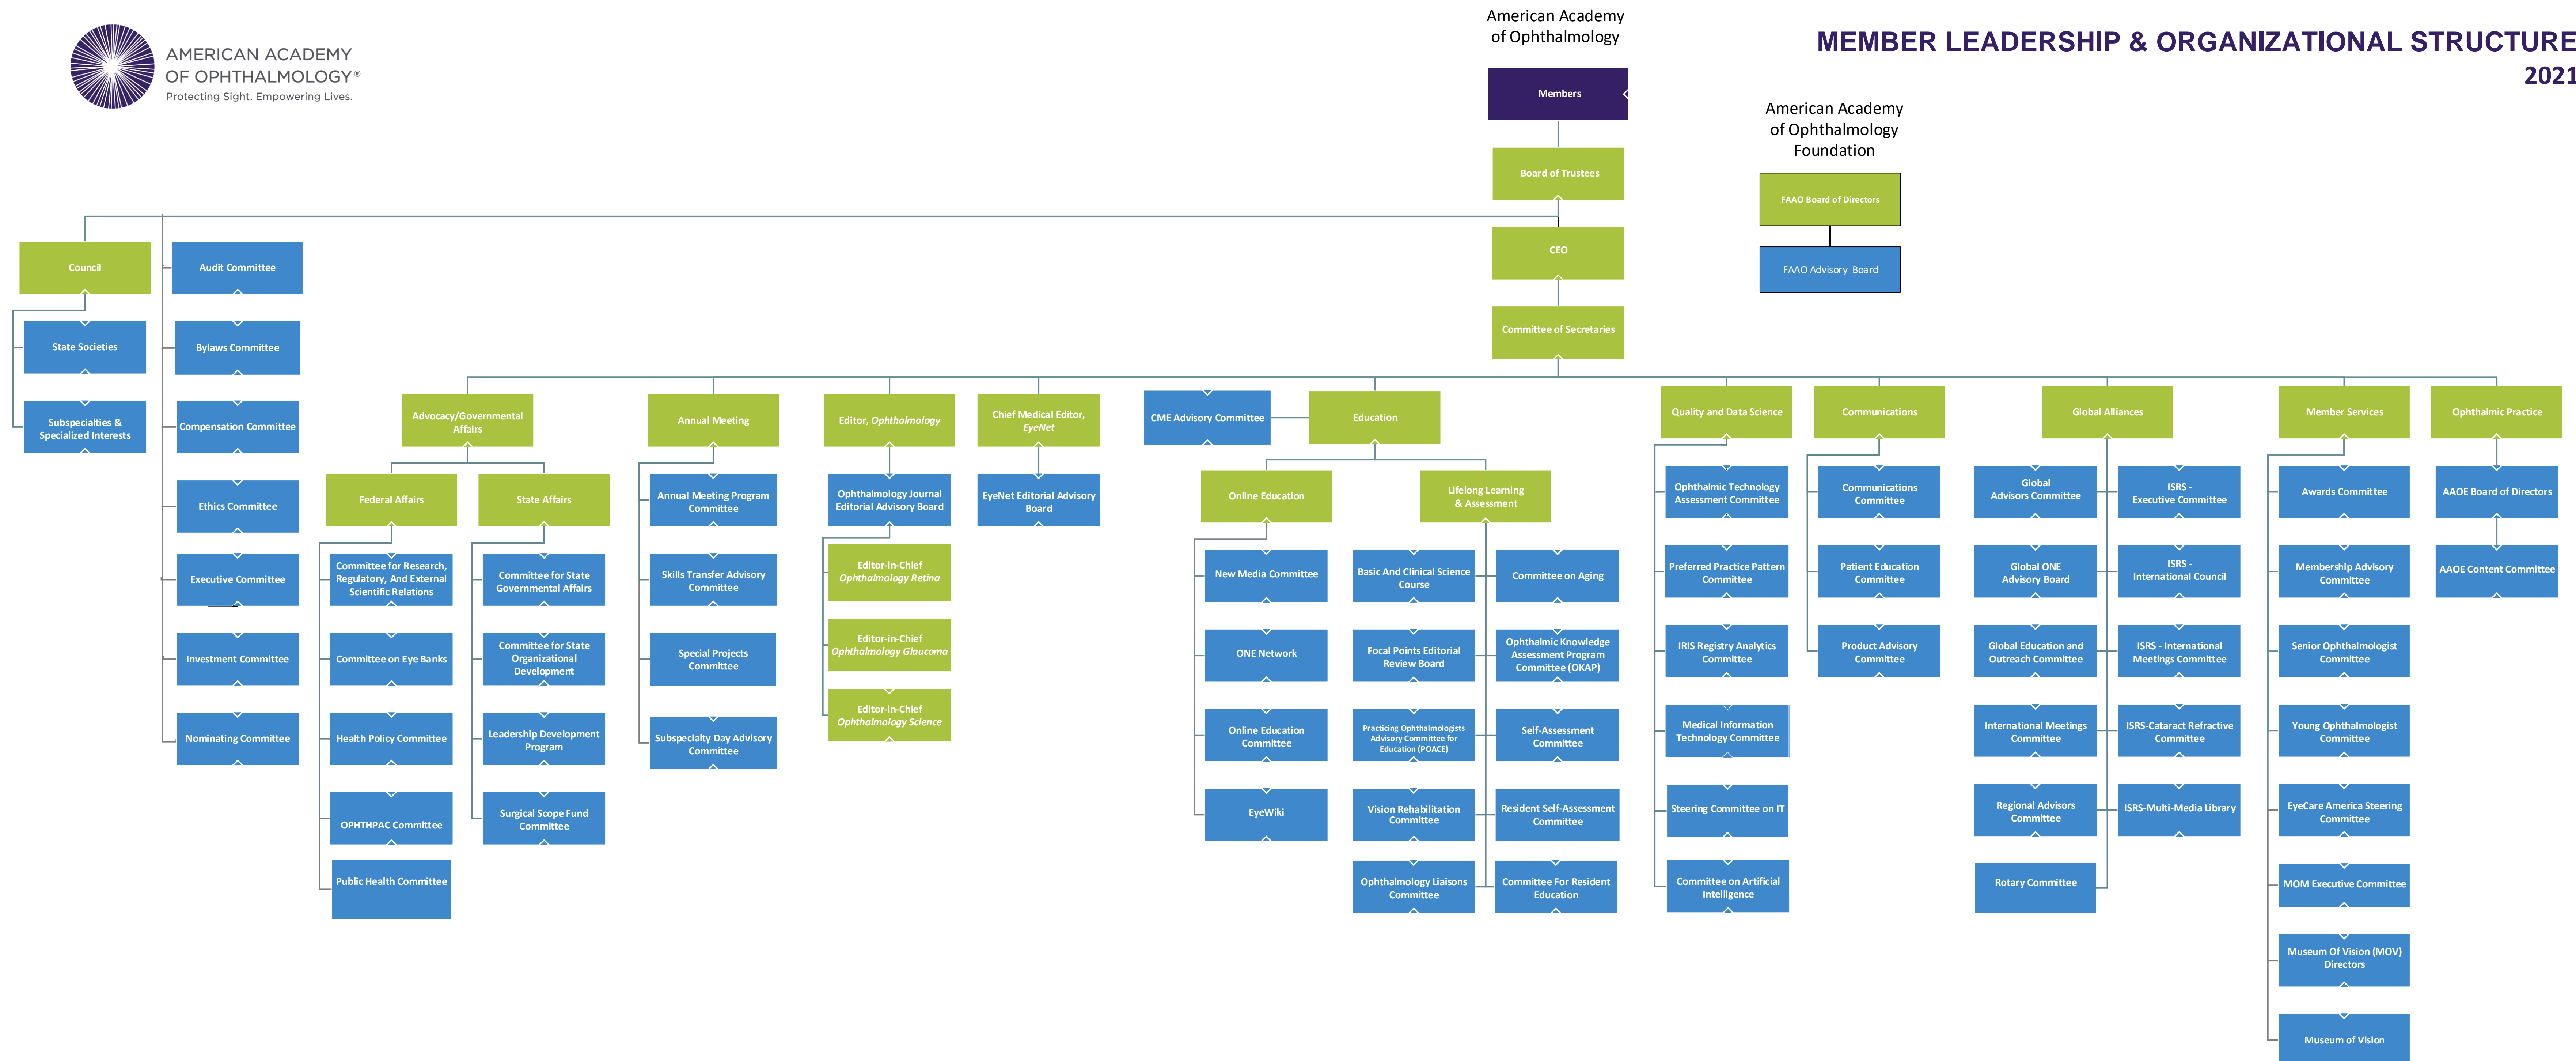 AMERICAN ACADEMY
OF OPHTHALMOLOGY®
Protecting Sight. Empowering Lives.
American Academy
of Ophthalmology
MEMBER LEADERSHIP & ORGANIZATIONAL STRUCTURE
2021
Members
American Academy
of Ophthalmology
Foundation
Board of Trustees
FAAO Board of Directors
CEO
FAAO Advisory Board
Committee of Secretaries
Council
State Societies
Subspecialties &
Specialized Interests
Audit Committee
Bylaws Committee
Compensation Committee
Ethics Committee
Executive Committee
Investment Committee
Nominating Committee
Advocacy/Governmental
Affairs
Federal Affairs
Committee for Research,
Regulatory, And External
Scientific Relations
Committee on Eye Banks
Health Policy Committee
OPHTHPAC Committee
Public Health Committee
State Affairs
Committee for State
Governmental Affairs
Committee for State
Organizational
Development
Leadership Development
Program
Surgical Scope Fund
Committee
Annual Meeting
Annual Meeting Program
Committee
Skills Transfer Advisory
Committee
Special Projects
Committee
Subspecialty Day Advisory
Committee
Editor, Ophthalmology
Ophthalmology Journal
Editorial Advisory Board
Editor-in-Chief
Ophthalmology Retina
Editor-in-Chief
Ophthalmology Glaucoma
Editor-in-Chief
Ophthalmology Science
Chief Medical Editor,
EyeNet
EyeNet Editorial Advisory
Board
CME Advisory Committee
Education
Online Education
New Media Committee
ONE Network
Online Education
Committee
EyeWiki
Lifelong Learning
& Assessment
Basic And Clinical Science
Course
Focal Points Editorial
Review Board
Practicing Ophthalmologists
Advisory Committee for
Education (POACE)
Vision Rehabilitation
Committee
Ophthalmology Liaisons
Committee
Committee on Aging
Ophthalmic Knowledge
Assessment Program
Committee (OKAP)
Self-Assessment
Committee
Resident Self-Assessment
Committee
Committee For Resident
Education
Quality and Data Science
Ophthalmic Technology
Assessment Committee
Preferred Practice Pattern
Committee
IRIS Registry Analytics
Committee
Medical Information
Technology Committee
Steering Committee on IT
Committee on Artificial
Intelligence
Communications
Communications
Committee
Patient Education
Committee
Product Advisory
Committee
Global Alliances
Global
Advisors Committee
Global ONE
Advisory Board
Global Education and
Outreach Committee
International Meetings
Committee
Regional Advisors
Committee
Rotary Committee
ISRS -
Executive Committee
ISRS -
International Council
ISRS - International
Meetings Committee
ISRS-Cataract Refractive
Committee
ISRS-Multi-Media Library
Member Services
Awards Committee
Membership Advisory
Committee
Senior Ophthalmologist
Committee
Young Ophthalmologist
Committee
EyeCare America Steering
Committee
MOM Executive Committee
Museum Of Vision (MOV)
Directors
Museum of Vision
Ophthalmic Practice
AAOE Board of Directors
AAOE Content Committee